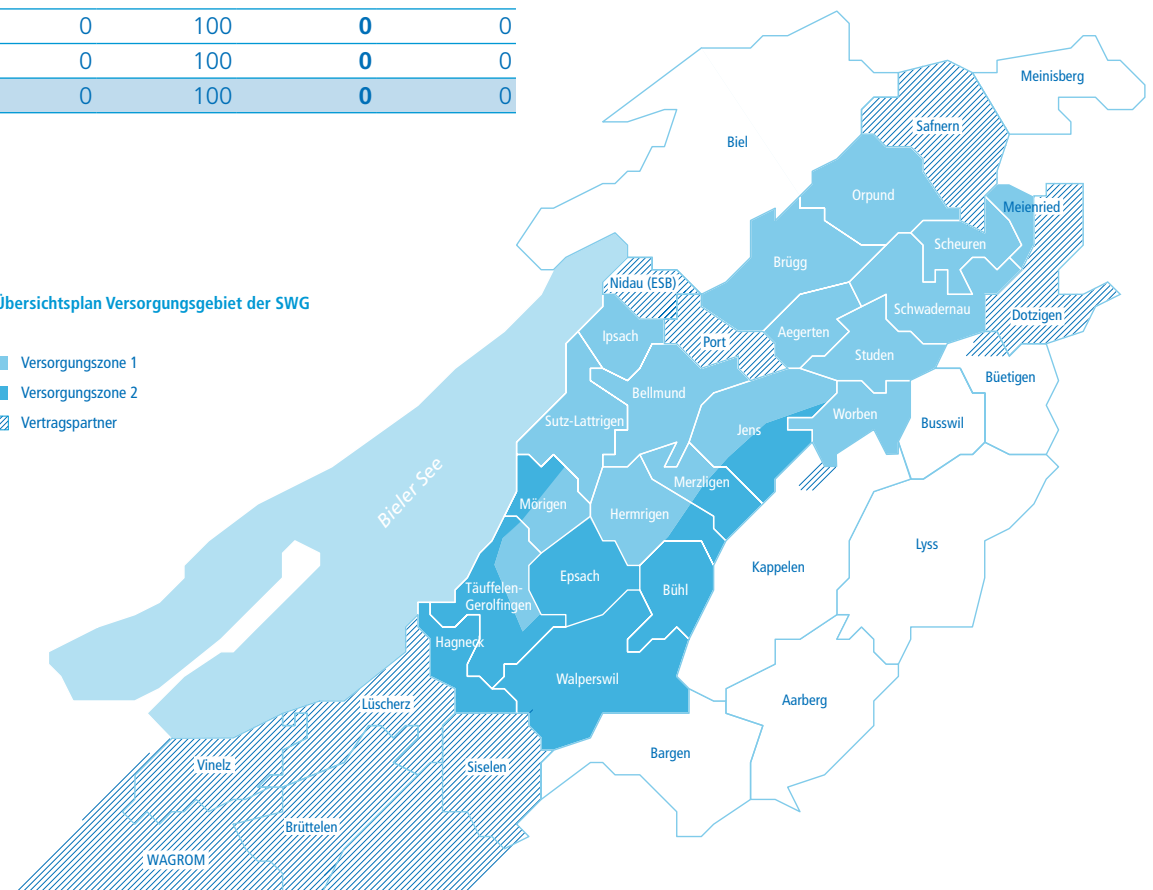 0 100 0 0
0 100 0 0
0 100 0 0
Meinisberg
Safnern
Biel
Orpund
Meienried
Scheuren
Brügg
Nidau (ESB)
Übersichtsplan Versorgungsgebiet der SWG
Schwadernau
Dotzigen
Aegerten
Ipsach
Port
Studen
Versorgungszone 1
Büetigen
Versorgungszone 2
Bellmund
Worben
Vertragspartner
Sutz-Lattrigen
Busswil
Jens
Bieler See
Merzligen
Mörigen
Hermrigen
Lyss
Kappelen
Epsach
Täuffelen-
Gerolfingen
Bühl
Hagneck
Walperswil
Aarberg
Lüscherz
Bargen
Vinelz
Siselen
Brüttelen
WAGROM